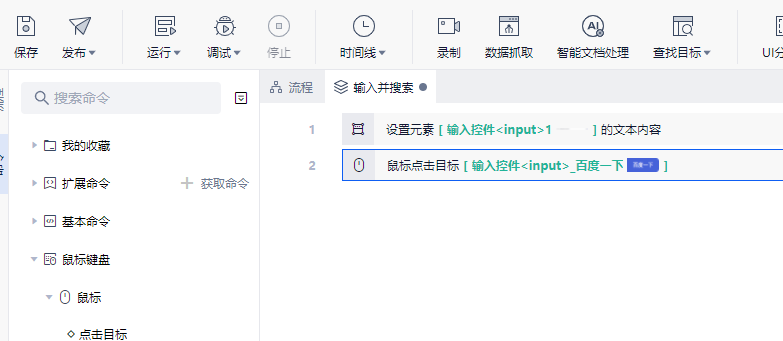 保存 发布 运行 调试 停止 时间线 录制 数据抓取 智能文档处理 查找目标
搜索命令
流程 输入并搜索
我的收藏
扩展命令 获取命令
基本命令
鼠标键盘
鼠标
点击目标
1 设置元素 [ 输入控件<input>1 ] 的文本内容
2 鼠标点击目标 [ 输入控件<input>_百度一下 百度一下 ]